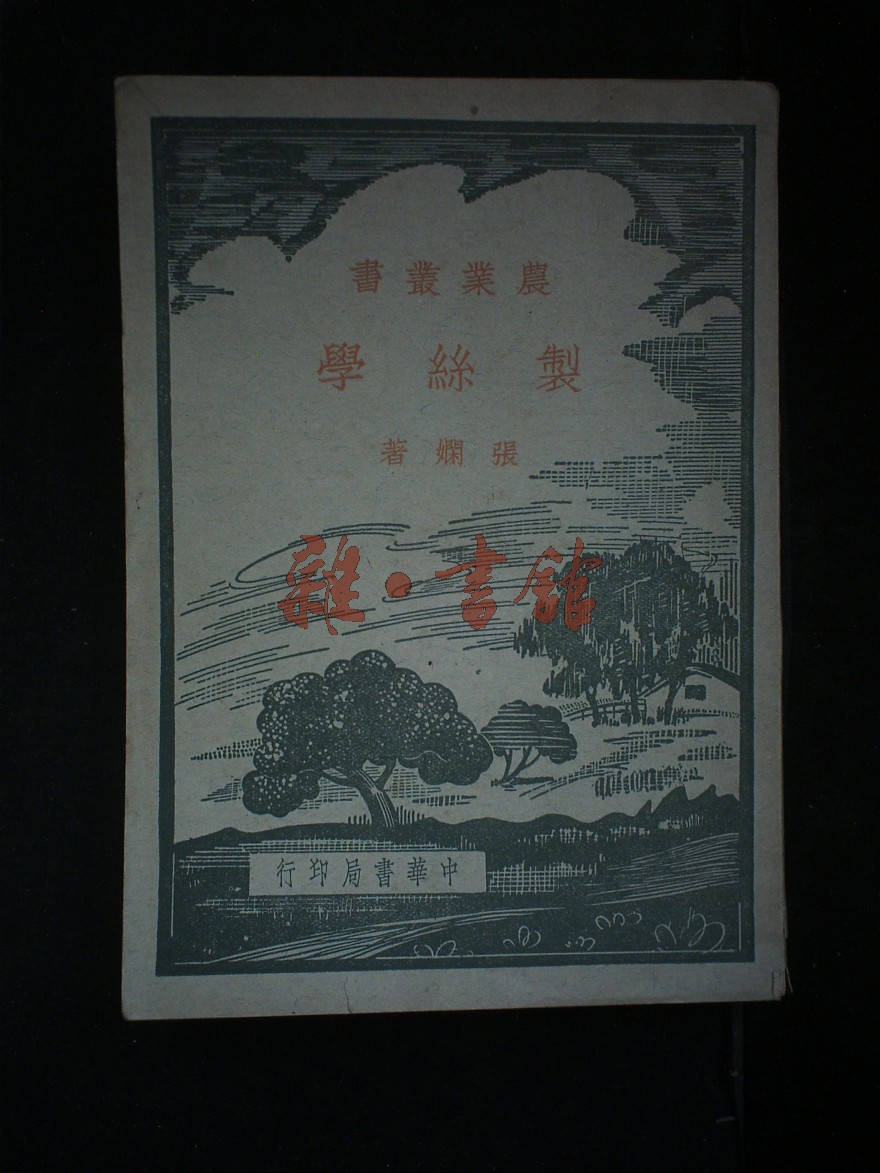 農業叢書
製絲學
張嫻著
雜·書館
中華書局印行